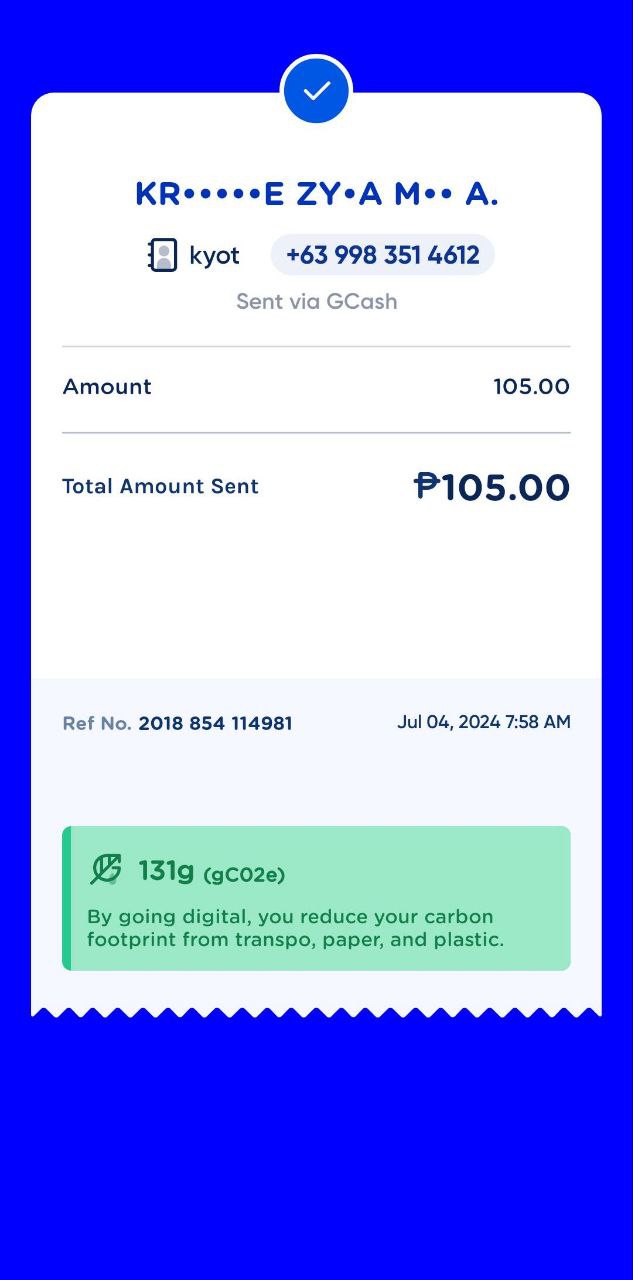 KR•••••E ZY•A M•• A.
kyot +63 998 351 4612
Sent via GCash
Amount 105.00
Total Amount Sent ₱105.00
Ref No. 2018 854 114981 Jul 04, 2024 7:58 AM
131g (gC02e)
By going digital, you reduce your carbon
footprint from transpo, paper, and plastic.